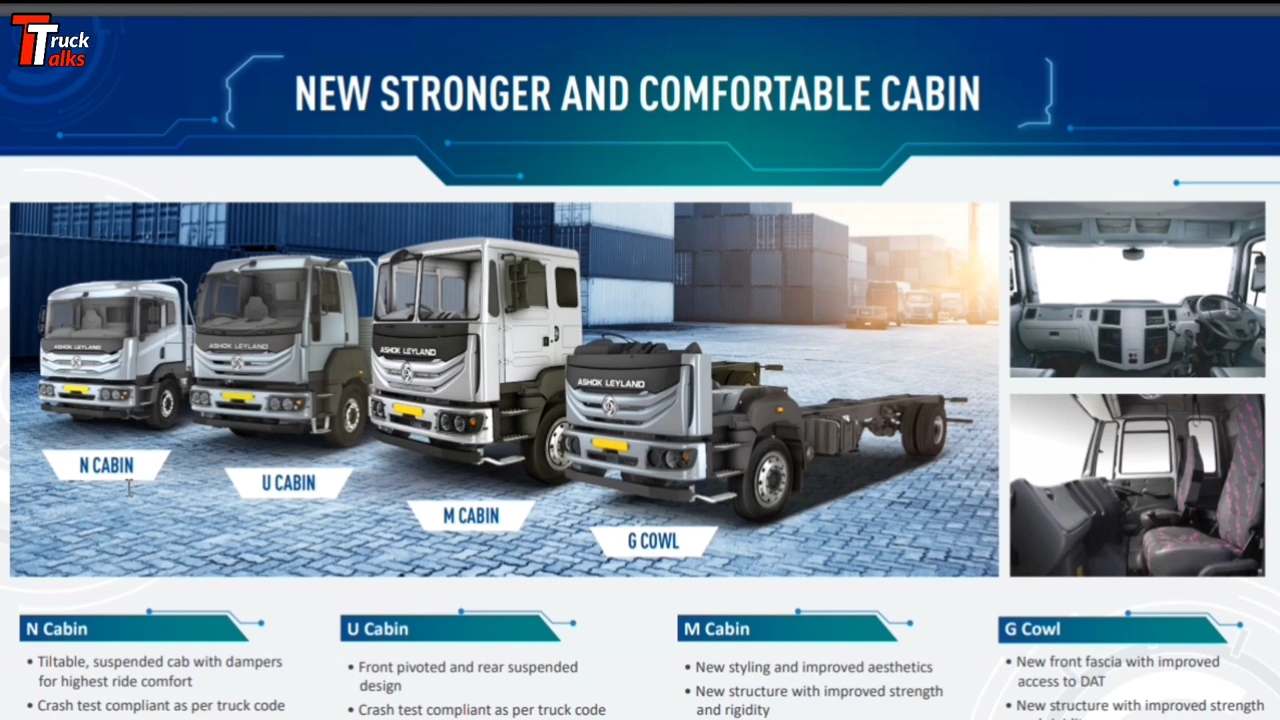 Truck
Talks
NEW STRONGER AND COMFORTABLE CABIN
ASHOK LEYLAND
ASHOK LEYLAND
ASHOK LEYLAND
ASHOK LEYLAND
N CABIN
U CABIN
M CABIN
G COWL
N Cabin
• Tiltable, suspended cab with dampers
for highest ride comfort
• Crash test compliant as per truck code
U Cabin
• Front pivoted and rear suspended
design
• Crash test compliant as per truck code
M Cabin
• New styling and improved aesthetics
• New structure with improved strength
and rigidity
G Cowl
• New front fascia with improved
access to DAT
• New structure with improved strength